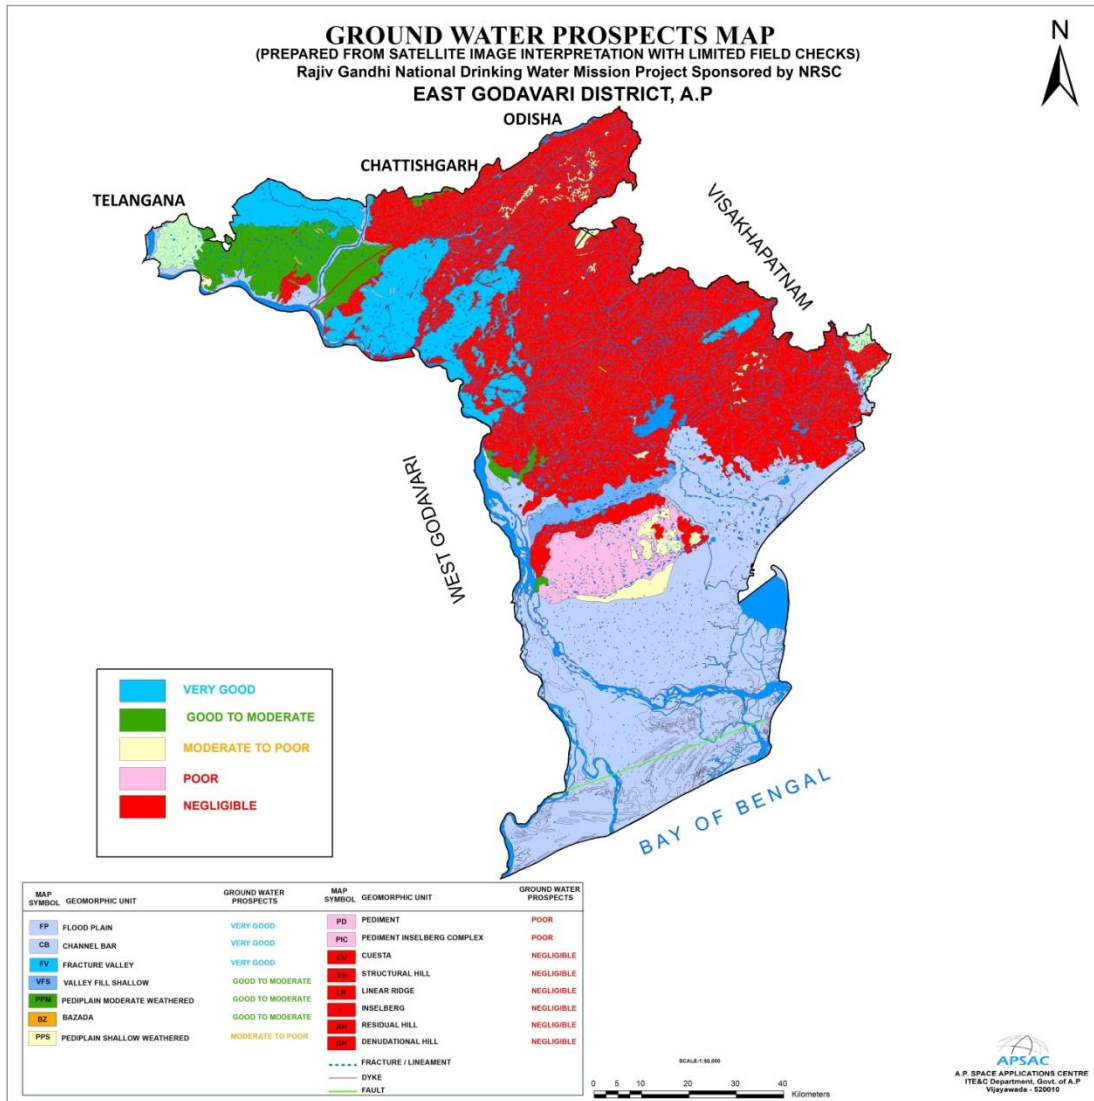 GROUND WATER PROSPECTS MAP
(PREPARED FROM SATELLITE IMAGE INTERPRETATION WITH LIMITED FIELD CHECKS)
Rajiv Gandhi National Drinking Water Mission Project Sponsored by NRSC
EAST GODAVARI DISTRICT, A.P
N
ODISHA
CHATTISHGARH
TELANGANA
VISAKHAPATNAM
WEST GODAVARI
BAY OF BENGAL
VERY GOOD
GOOD TO MODERATE
MODERATE TO POOR
POOR
NEGLIGIBLE
MAP SYMBOL GEOMORPHIC UNIT GROUND WATER PROSPECTS
FP FLOOD PLAIN VERY GOOD
CB CHANNEL BAR VERY GOOD
FV FRACTURE VALLEY VERY GOOD
VFS VALLEY FILL SHALLOW GOOD TO MODERATE
PPM PEDIPLAIN MODERATE WEATHERED GOOD TO MODERATE
BZ BAZADA GOOD TO MODERATE
PPS PEDIPLAIN SHALLOW WEATHERED MODERATE TO POOR
MAP SYMBOL GEOMORPHIC UNIT GROUND WATER PROSPECTS
PD PEDIMENT POOR
PIC PEDIMENT INSELBERG COMPLEX POOR
CU CUESTA NEGLIGIBLE
STRUCTURAL HILL NEGLIGIBLE
LR LINEAR RIDGE NEGLIGIBLE
I INSELBERG NEGLIGIBLE
RH RESIDUAL HILL NEGLIGIBLE
DH DENUDATIONAL HILL NEGLIGIBLE
FRACTURE / LINEAMENT
DYKE
FAULT
0 5 10 20 30 40
Kilometers
APSAC
A.P. SPACE APPLICATIONS CENTRE
ITE&C Department, Govt. of A.P
Vijayawada - 520010